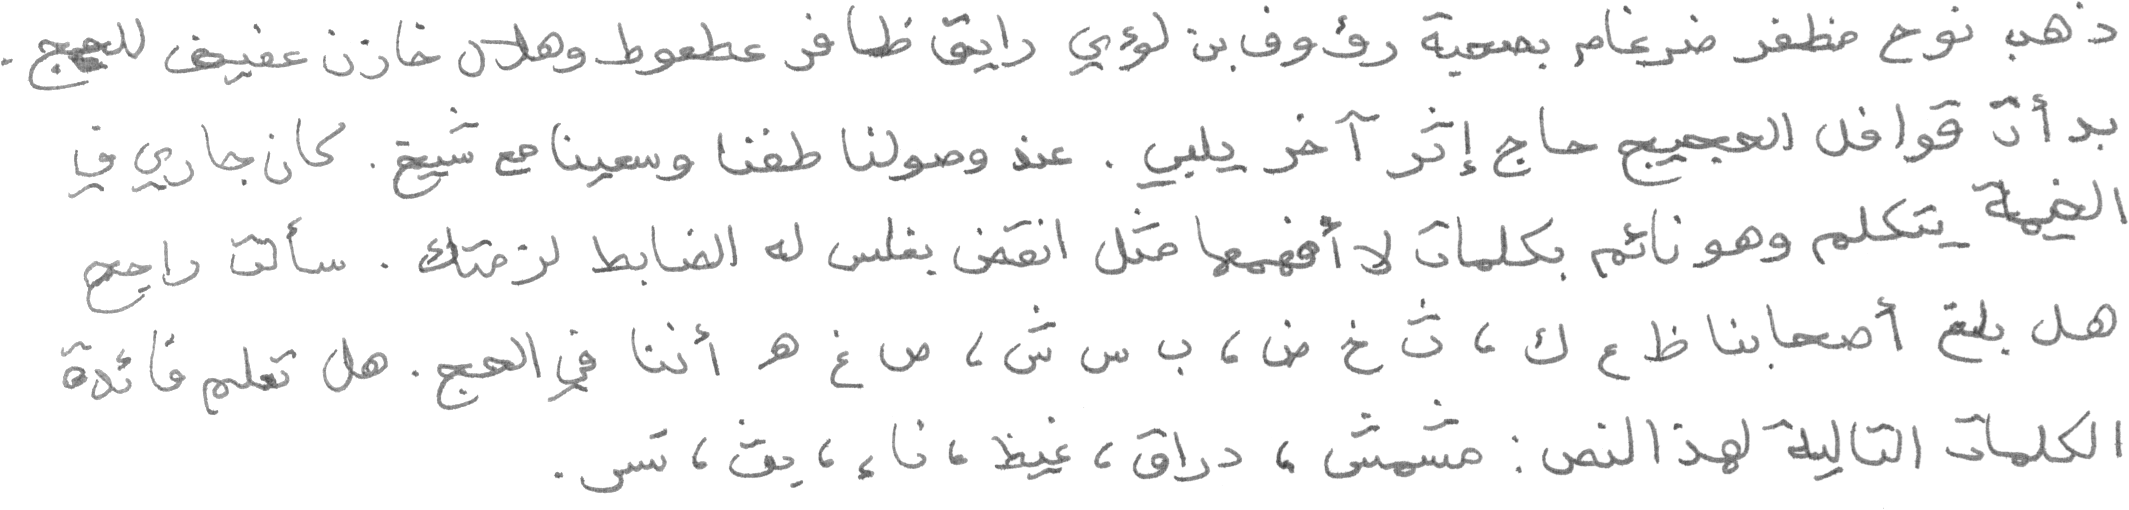 ذهب نوح مظفر ضرغام بصحبة رؤوف بن لؤي رايق ظافر عطعوط وهلال خازن عفيف للحج .
بدأت قوافل الحجيج حاج إثر آخر يلبي . عند وصولنا طفنا وسعينا مع شيخ . كان جاري في
الخيمة يتكلم وهو نائم بكلمات لا أفهمها مثل انقض بغلس له الضابط لزمتك . سألت راجح
هل بلغ أصحابنا ظ ع ك ، ث خ ض ، ب س ش ، ص غ ه أننا في الحج . هل تعلم فائدة
الكلمات التالية لهذا النص : مشمش ، دراق ، غيظ ، ناء ، بف ، تس .